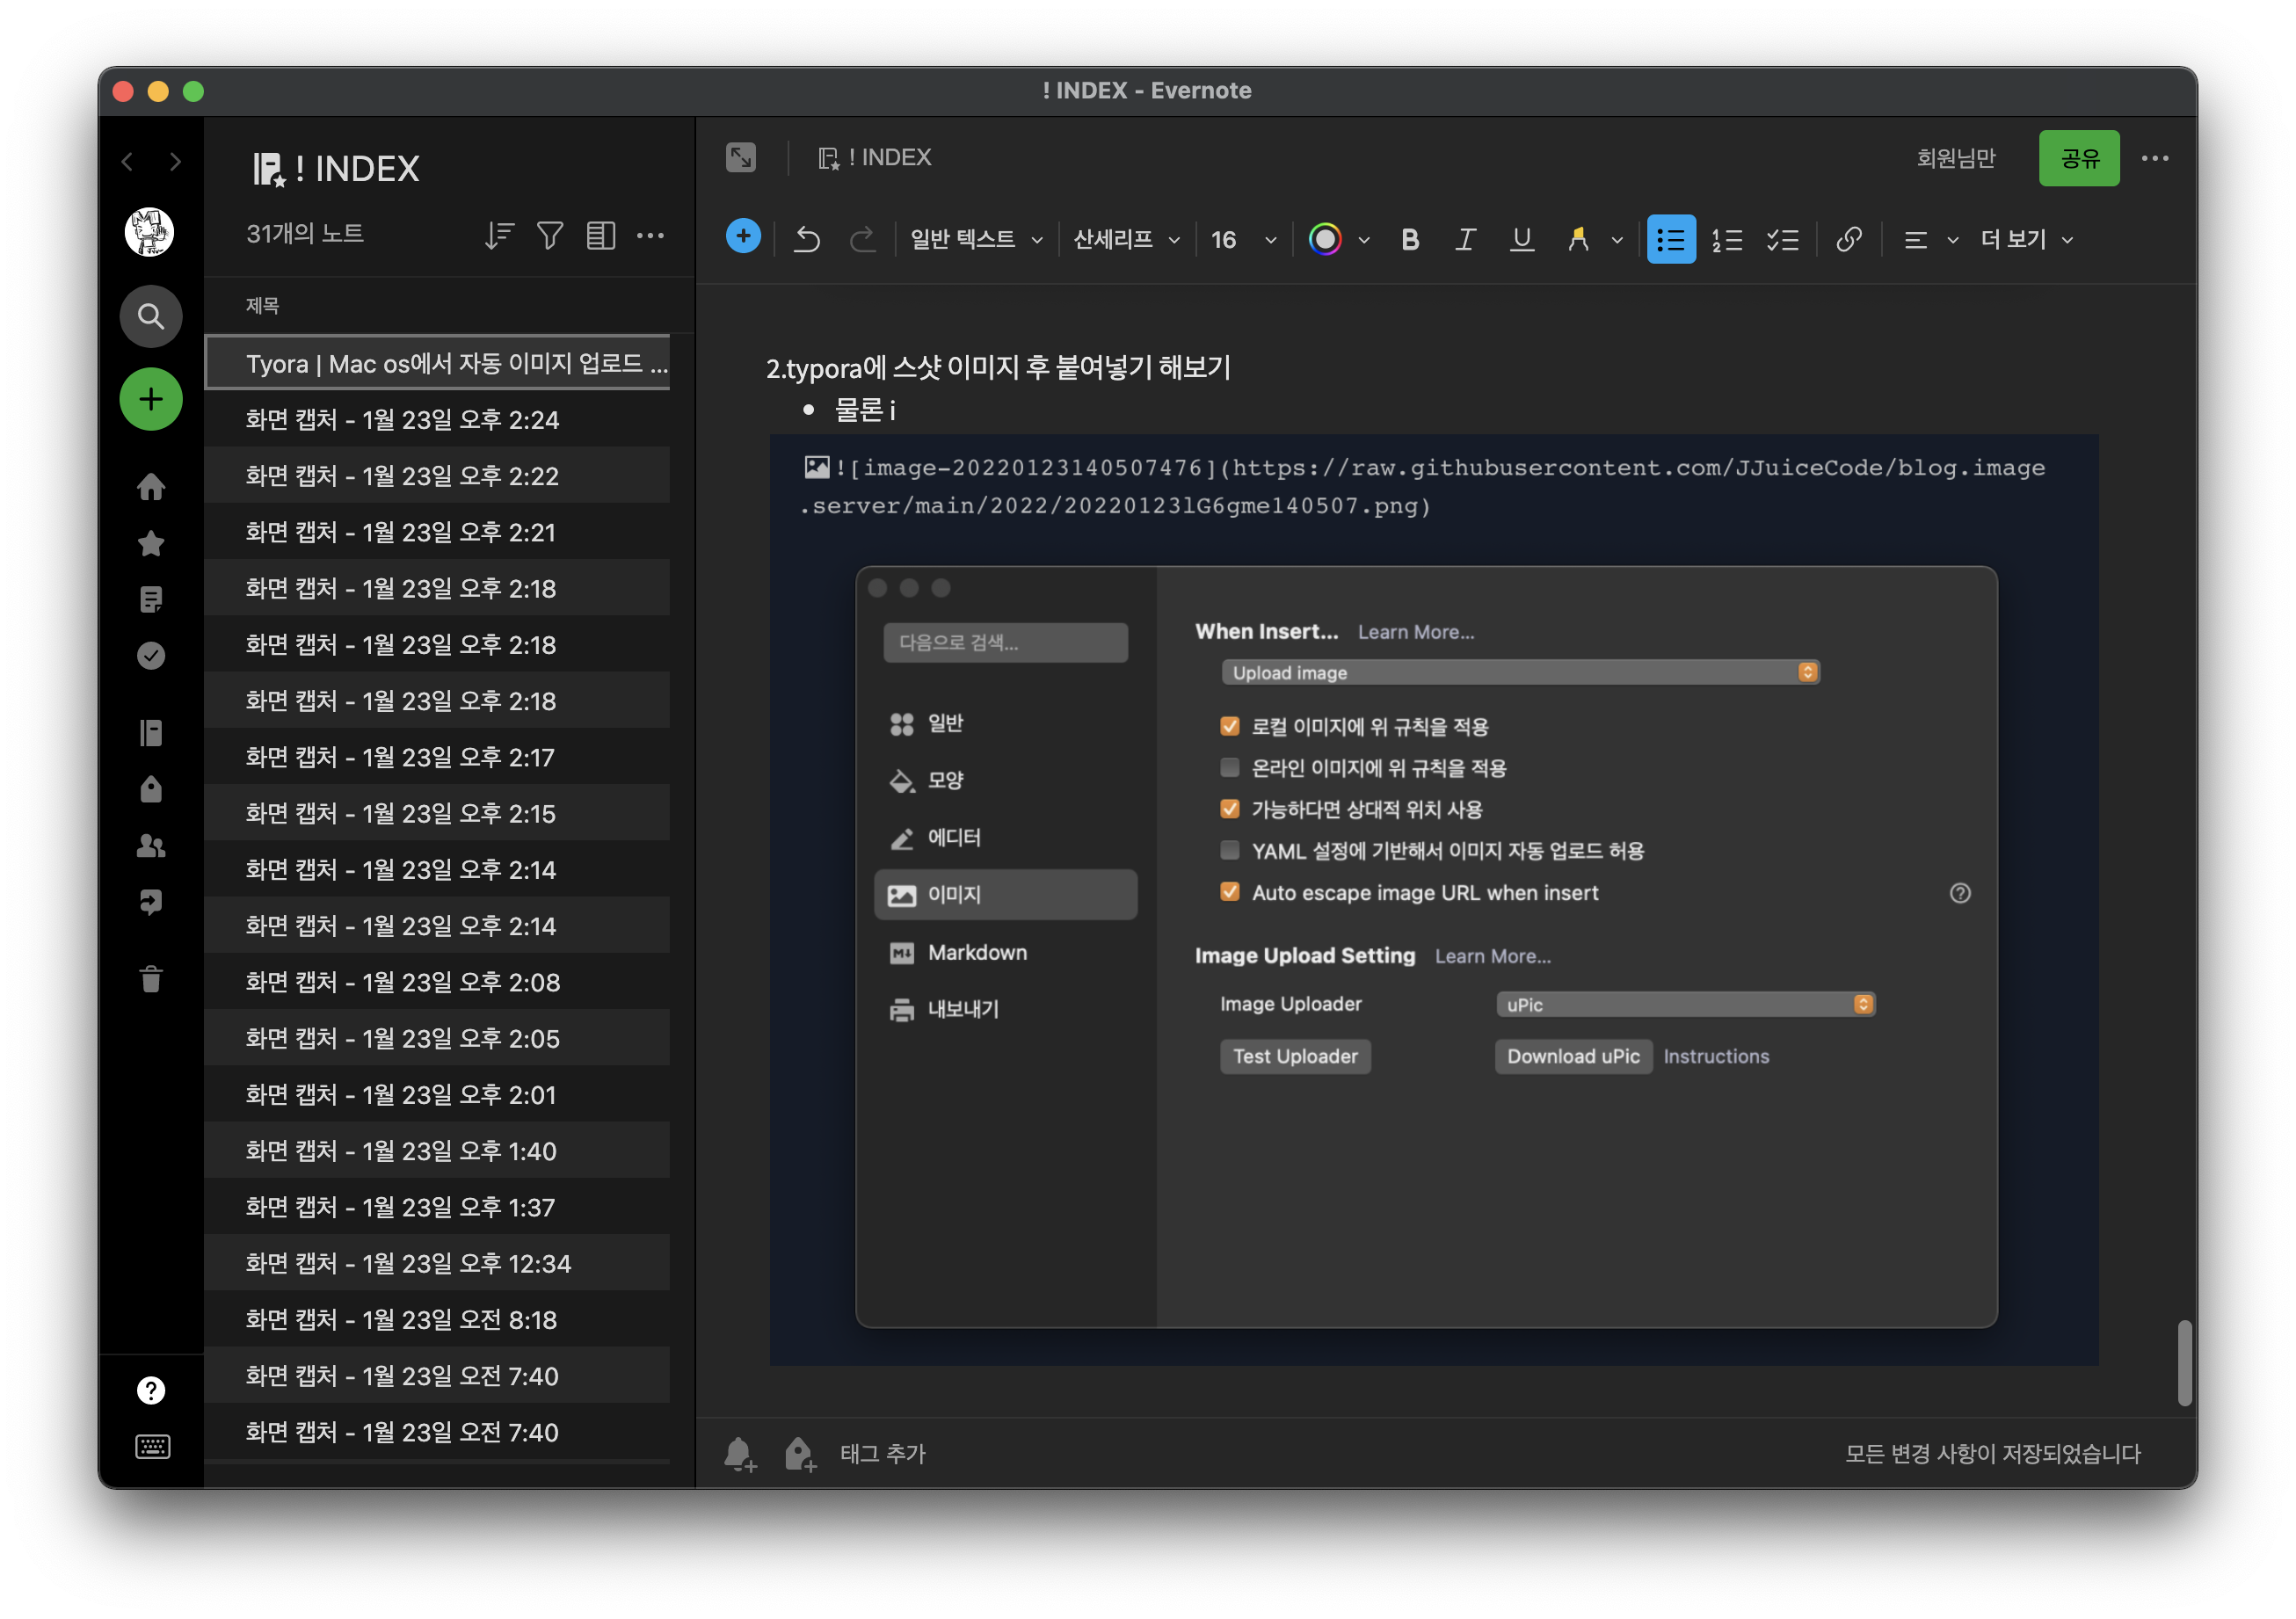 ! INDEX - Evernote
! INDEX
31개의 노트
제목
Tyora | Mac os에서 자동 이미지 업로드 ...
화면 캡처 - 1월 23일 오후 2:24
화면 캡처 - 1월 23일 오후 2:22
화면 캡처 - 1월 23일 오후 2:21
화면 캡처 - 1월 23일 오후 2:18
화면 캡처 - 1월 23일 오후 2:18
화면 캡처 - 1월 23일 오후 2:18
화면 캡처 - 1월 23일 오후 2:17
화면 캡처 - 1월 23일 오후 2:15
화면 캡처 - 1월 23일 오후 2:14
화면 캡처 - 1월 23일 오후 2:14
화면 캡처 - 1월 23일 오후 2:08
화면 캡처 - 1월 23일 오후 2:05
화면 캡처 - 1월 23일 오후 2:01
화면 캡처 - 1월 23일 오후 1:40
화면 캡처 - 1월 23일 오후 1:37
화면 캡처 - 1월 23일 오후 12:34
화면 캡처 - 1월 23일 오전 8:18
화면 캡처 - 1월 23일 오전 7:40
화면 캡처 - 1월 23일 오전 7:40
! INDEX
회원님만
공유
일반 텍스트 산세리프 16 B I U 더 보기
2.typora에 스샷 이미지 후 붙여넣기 해보기
• 물론 i
![image-20220123140507476](https://raw.githubusercontent.com/JJuiceCode/blog.image
.server/main/2022/20220123lG6gme140507.png)
다음으로 검색...
일반
모양
에디터
이미지
Markdown
내보내기
When Insert... Learn More...
Upload image
로컬 이미지에 위 규칙을 적용
온라인 이미지에 위 규칙을 적용
가능하다면 상대적 위치 사용
YAML 설정에 기반해서 이미지 자동 업로드 허용
Auto escape image URL when insert
Image Upload Setting Learn More...
Image Uploader uPic
Test Uploader Download uPic Instructions
태그 추가
모든 변경 사항이 저장되었습니다